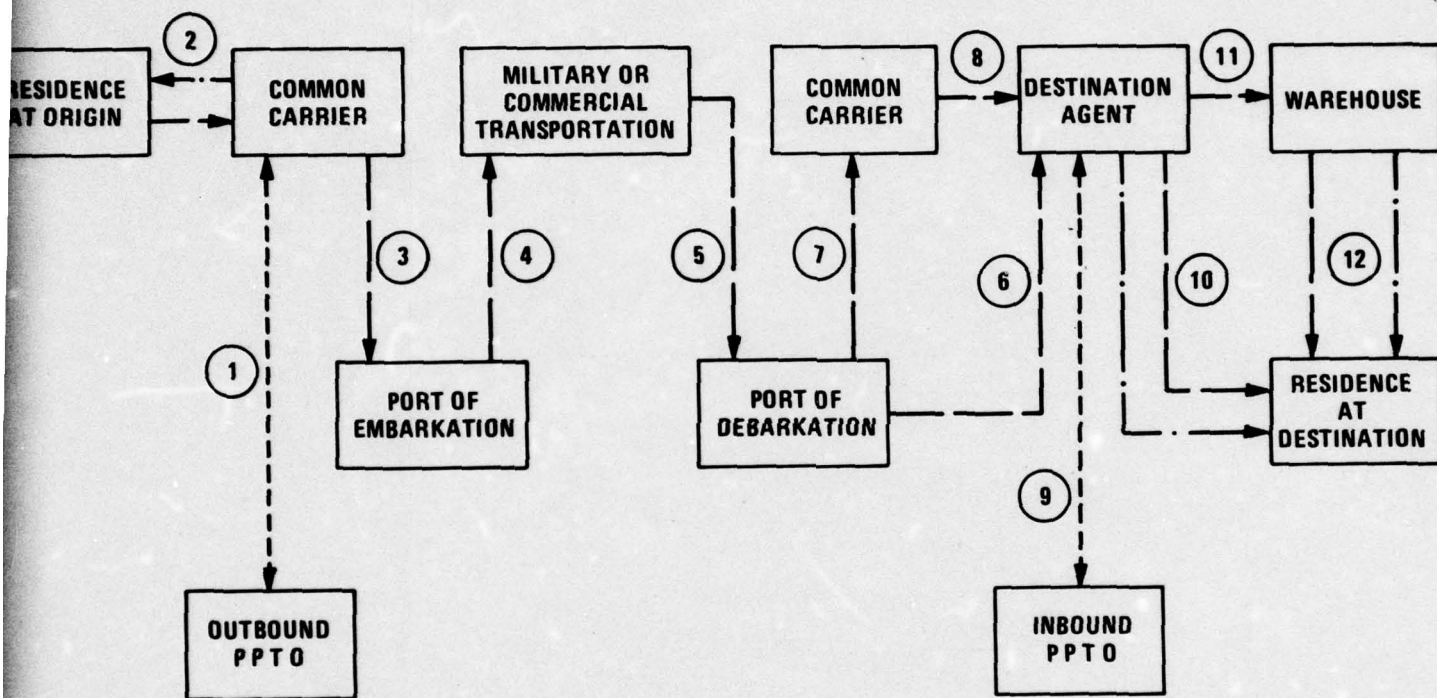 2
RESIDENCE
AT ORIGIN
COMMON
CARRIER
MILITARY OR
COMMERCIAL
TRANSPORTATION
COMMON
CARRIER
8
DESTINATION
AGENT
11
WAREHOUSE
1
3
4
5
7
6
10
12
PORT OF
EMBARKATION
PORT OF
DEBARKATION
RESIDENCE
AT
DESTINATION
9
OUTBOUND
PPTO
INBOUND
PPTO